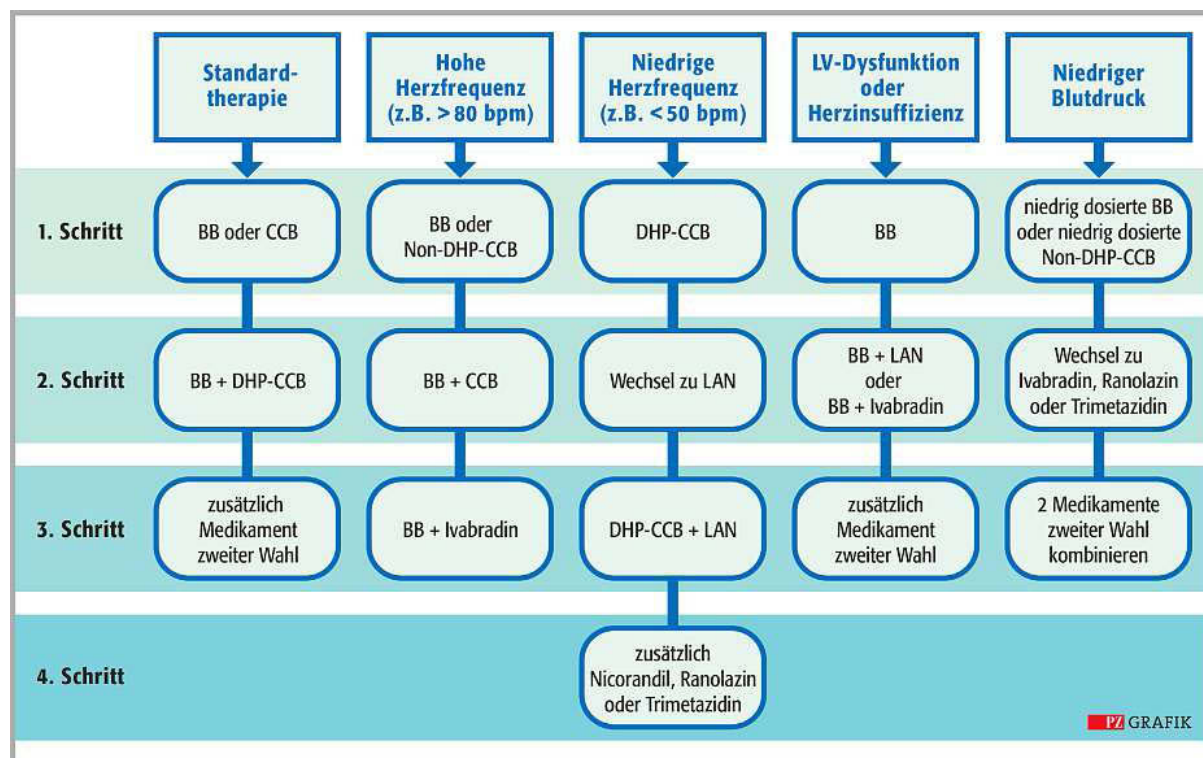 Standard-
therapie
Hohe
Herzfrequenz
(z.B. > 80 bpm)
Niedrige
Herzfrequenz
(z.B. < 50 bpm)
LV-Dysfunktion
oder
Herzinsuffizienz
Niedriger
Blutdruck
1. Schritt
BB oder CCB
BB oder
Non-DHP-CCB
DHP-CCB
BB
niedrig dosierte BB
oder niedrig dosierte
Non-DHP-CCB
2. Schritt
BB + DHP-CCB
BB + CCB
Wechsel zu LAN
BB + LAN
oder
BB + Ivabradin
Wechsel zu
Ivabradin, Ranolazin
oder Trimetazidin
3. Schritt
zusätzlich
Medikament
zweiter Wahl
BB + Ivabradin
DHP-CCB + LAN
zusätzlich
Medikament
zweiter Wahl
2 Medikamente
zweiter Wahl
kombinieren
4. Schritt
zusätzlich
Nicorandil, Ranolazin
oder Trimetazidin
PZ GRAFIK